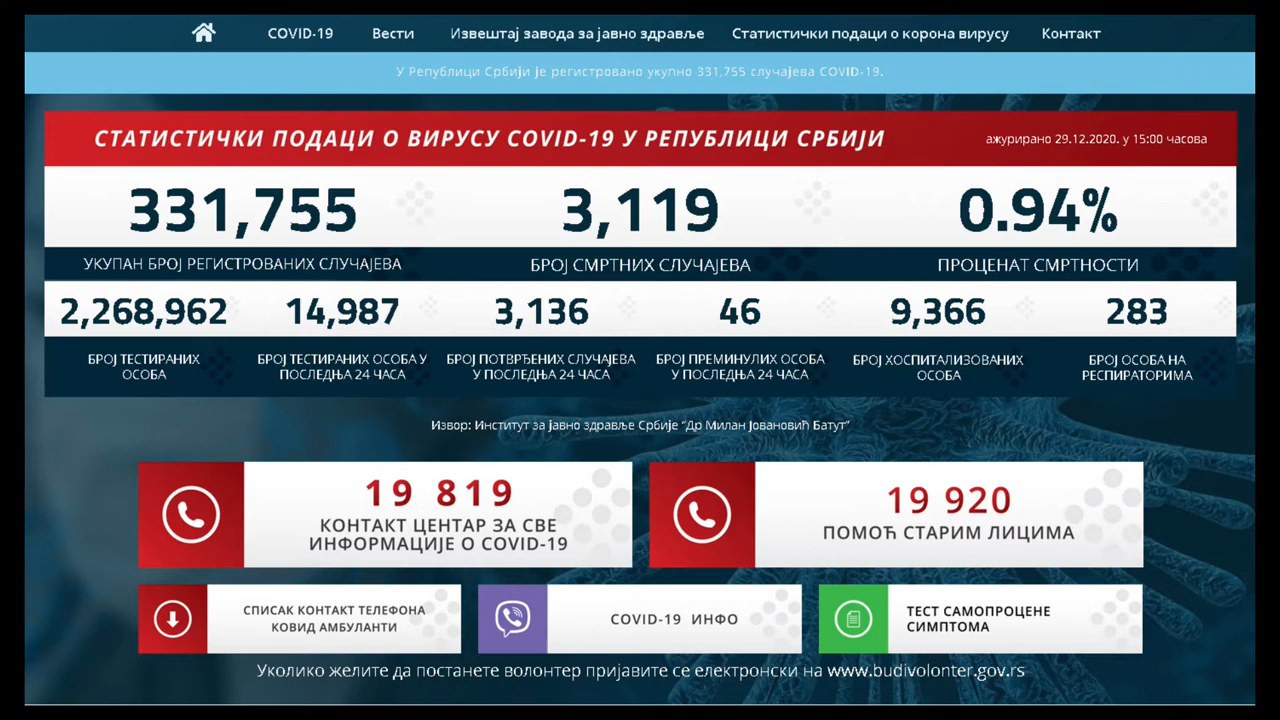 COVID-19 Вести Извештај завода за јавно здравље Статистички подаци о корона вирусу Контакт
У Републици Србији је регистровано укупно 331,755 случајева COVID-19.
СТАТИСТИЧКИ ПОДАЦИ О ВИРУСУ COVID-19 У РЕПУБЛИЦИ СРБИЈИ
ажурирано 29.12.2020. у 15:00 часова
331,755 3,119 0.94%
УКУПАН БРОЈ РЕГИСТРОВАНИХ СЛУЧАЈЕВА БРОЈ СМРТНИХ СЛУЧАЈЕВА ПРОЦЕНАТ СМРТНОСТИ
2,268,962 14,987 3,136 46 9,366 283
БРОЈ ТЕСТИРАНИХ
ОСОБА
БРОЈ ТЕСТИРАНИХ ОСОБА У
ПОСЛЕДЊА 24 ЧАСА
БРОЈ ПОТВРЂЕНИХ СЛУЧАЈЕВА
У ПОСЛЕДЊА 24 ЧАСА
БРОЈ ПРЕМИНУЛИХ ОСОБА
У ПОСЛЕДЊА 24 ЧАСА
БРОЈ ХОСПИТАЛИЗОВАНИХ
ОСОБА
БРОЈ ОСОБА НА
РЕСПИРАТОРИМА
Извор: Институт за јавно здравље Србије “Др Милан Јовановић Батут”
19 819
КОНТАКТ ЦЕНТАР ЗА СВЕ
ИНФОРМАЦИЈЕ О COVID-19
19 920
ПОМОЋ СТАРИМ ЛИЦИМА
СПИСАК КОНТАКТ ТЕЛЕФОНА
КОВИД АМБУЛАНТИ
COVID-19 ИНФО
ТЕСТ САМОПРОЦЕНЕ
СИМПТОМА
Уколико желите да постанете волонтер пријавите се електронски на www.budivolonter.gov.rs